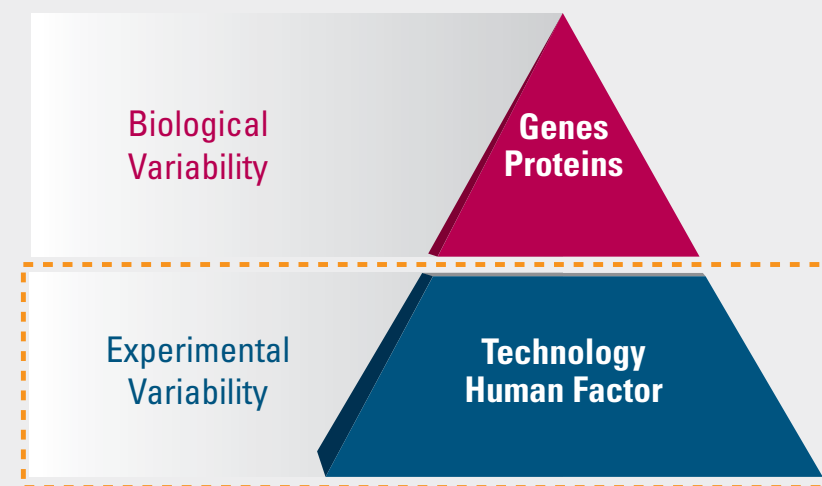 Biological
Variability
Genes
Proteins
Experimental
Variability
Technology
Human Factor